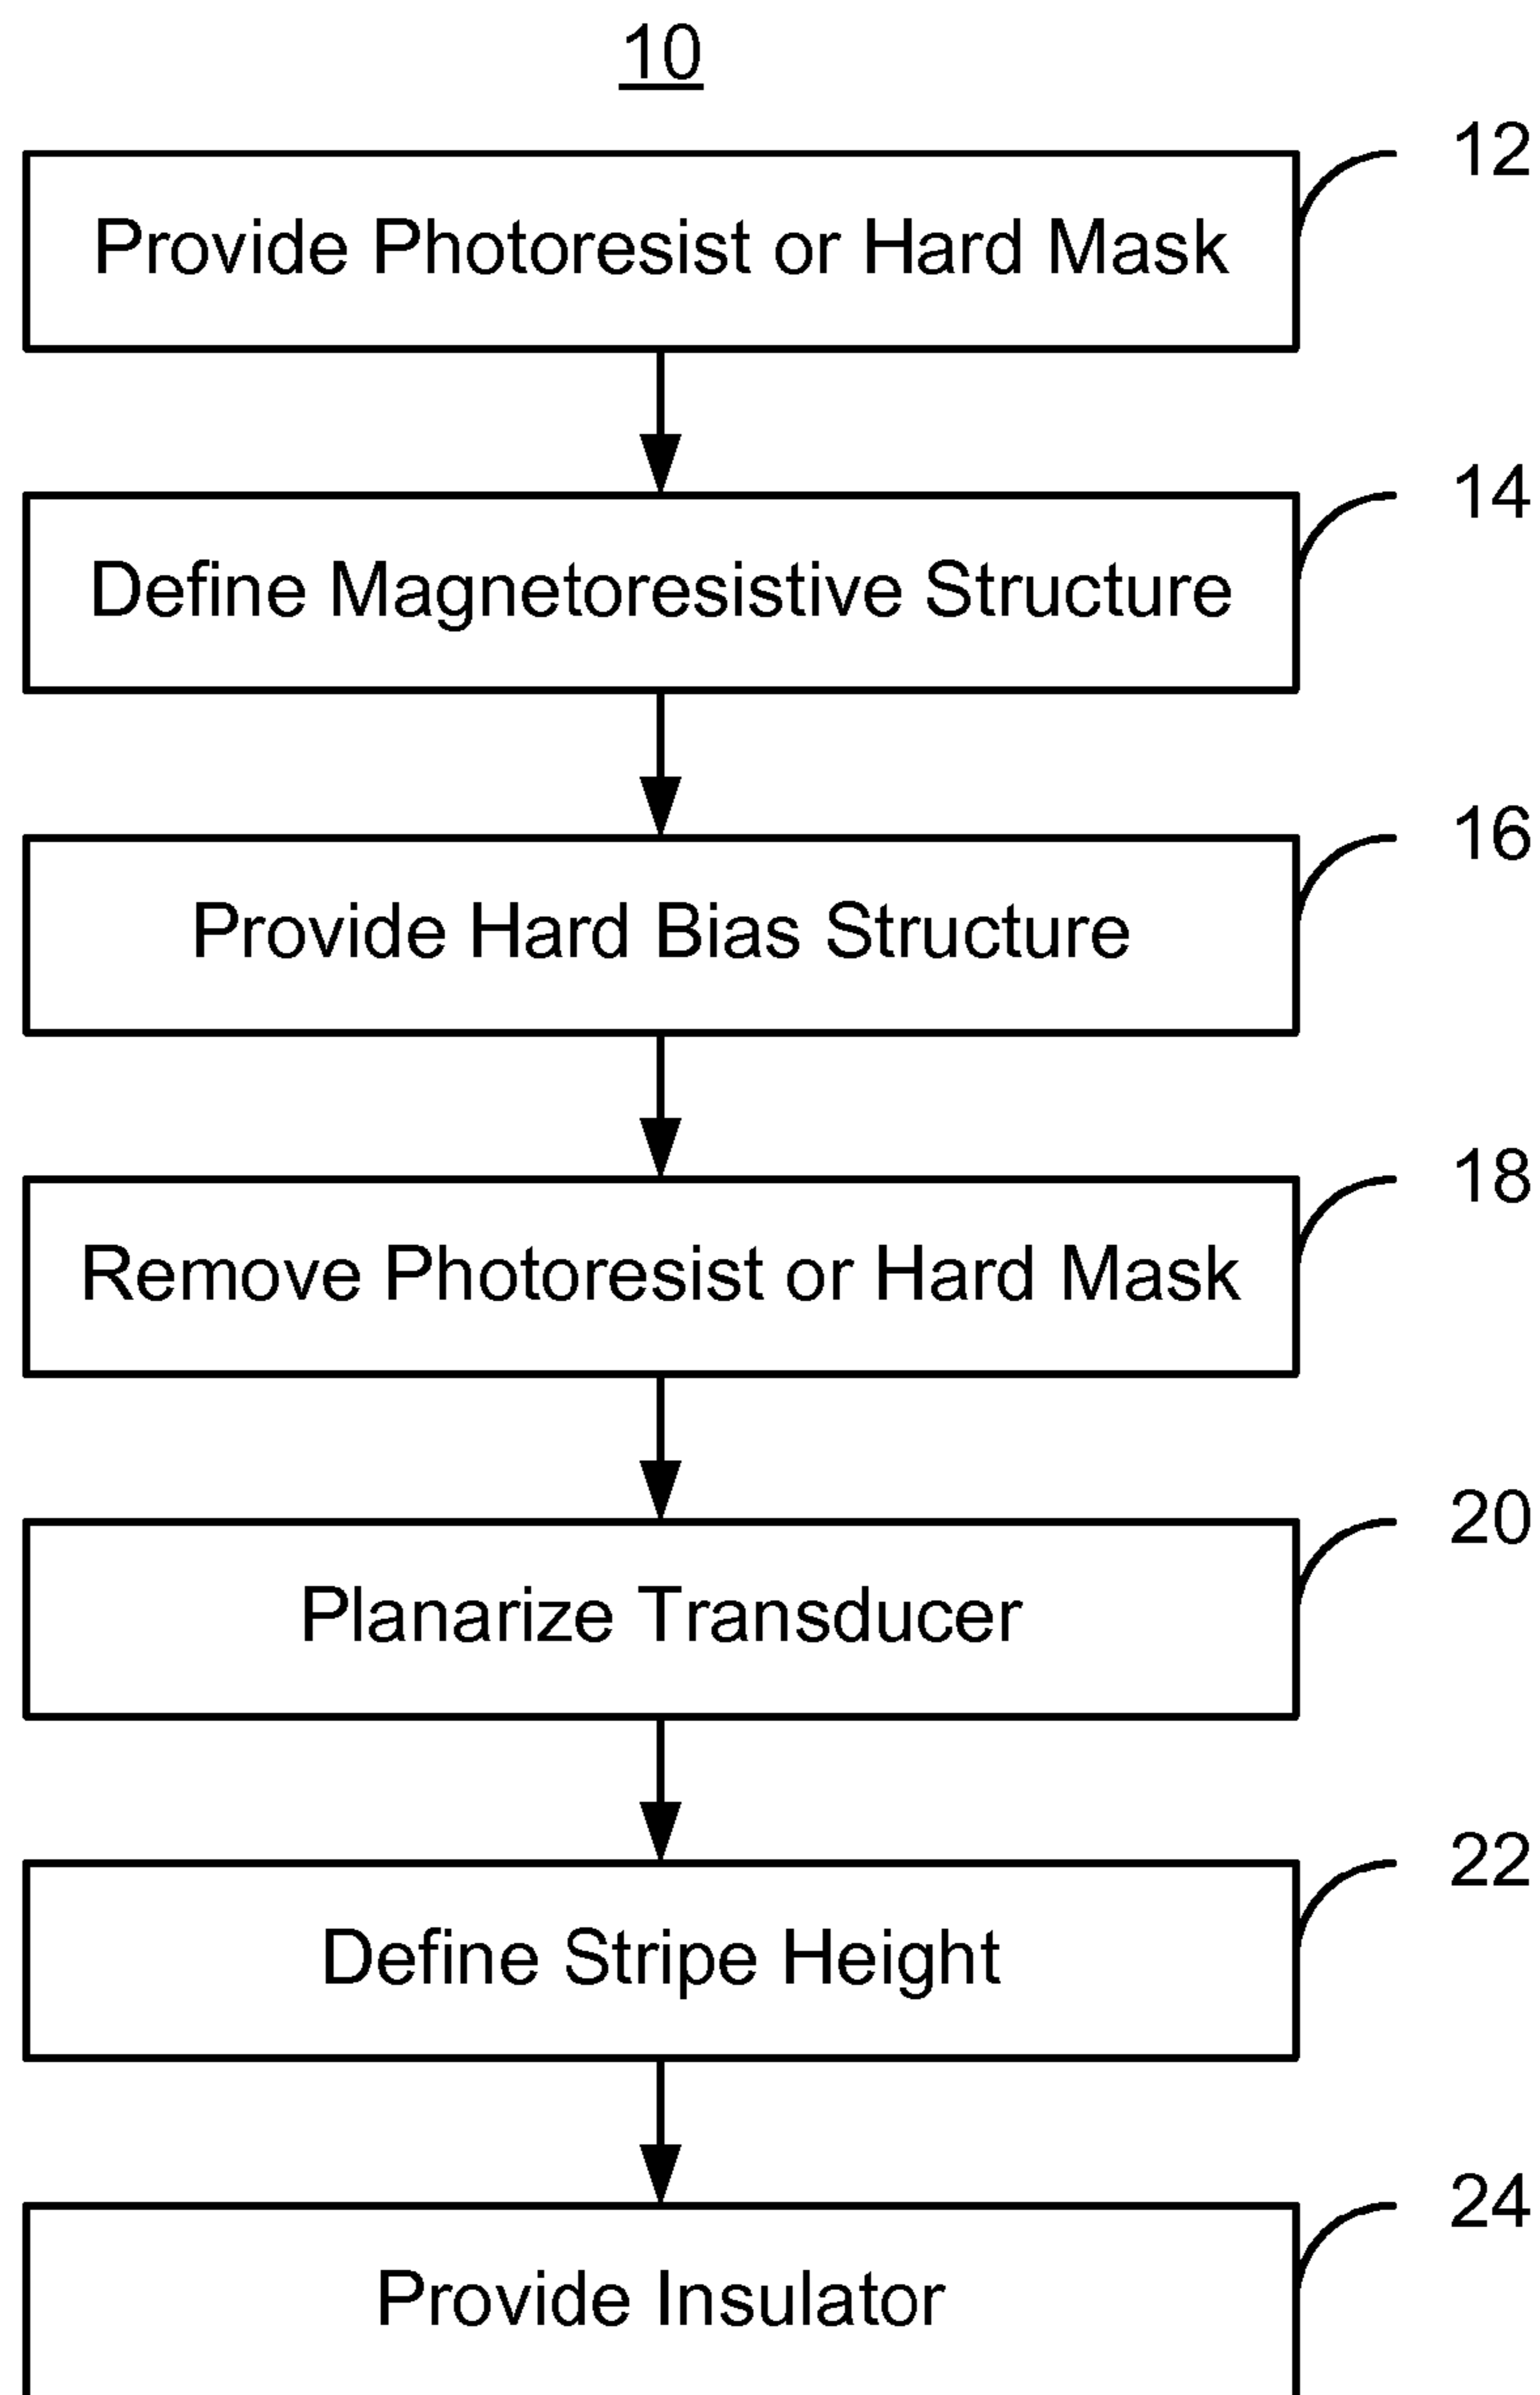 10
12
Provide Photoresist or Hard Mask
14
Define Magnetoresistive Structure
16
Provide Hard Bias Structure
18
Remove Photoresist or Hard Mask
20
Planarize Transducer
22
Define Stripe Height
24
Provide Insulator